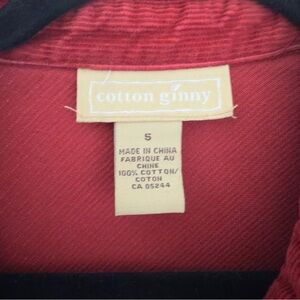 cotton ginny
S
MADE IN CHINA
FABRIQUE AU
CHINE
100% COTTON/
COTON
CA 05244